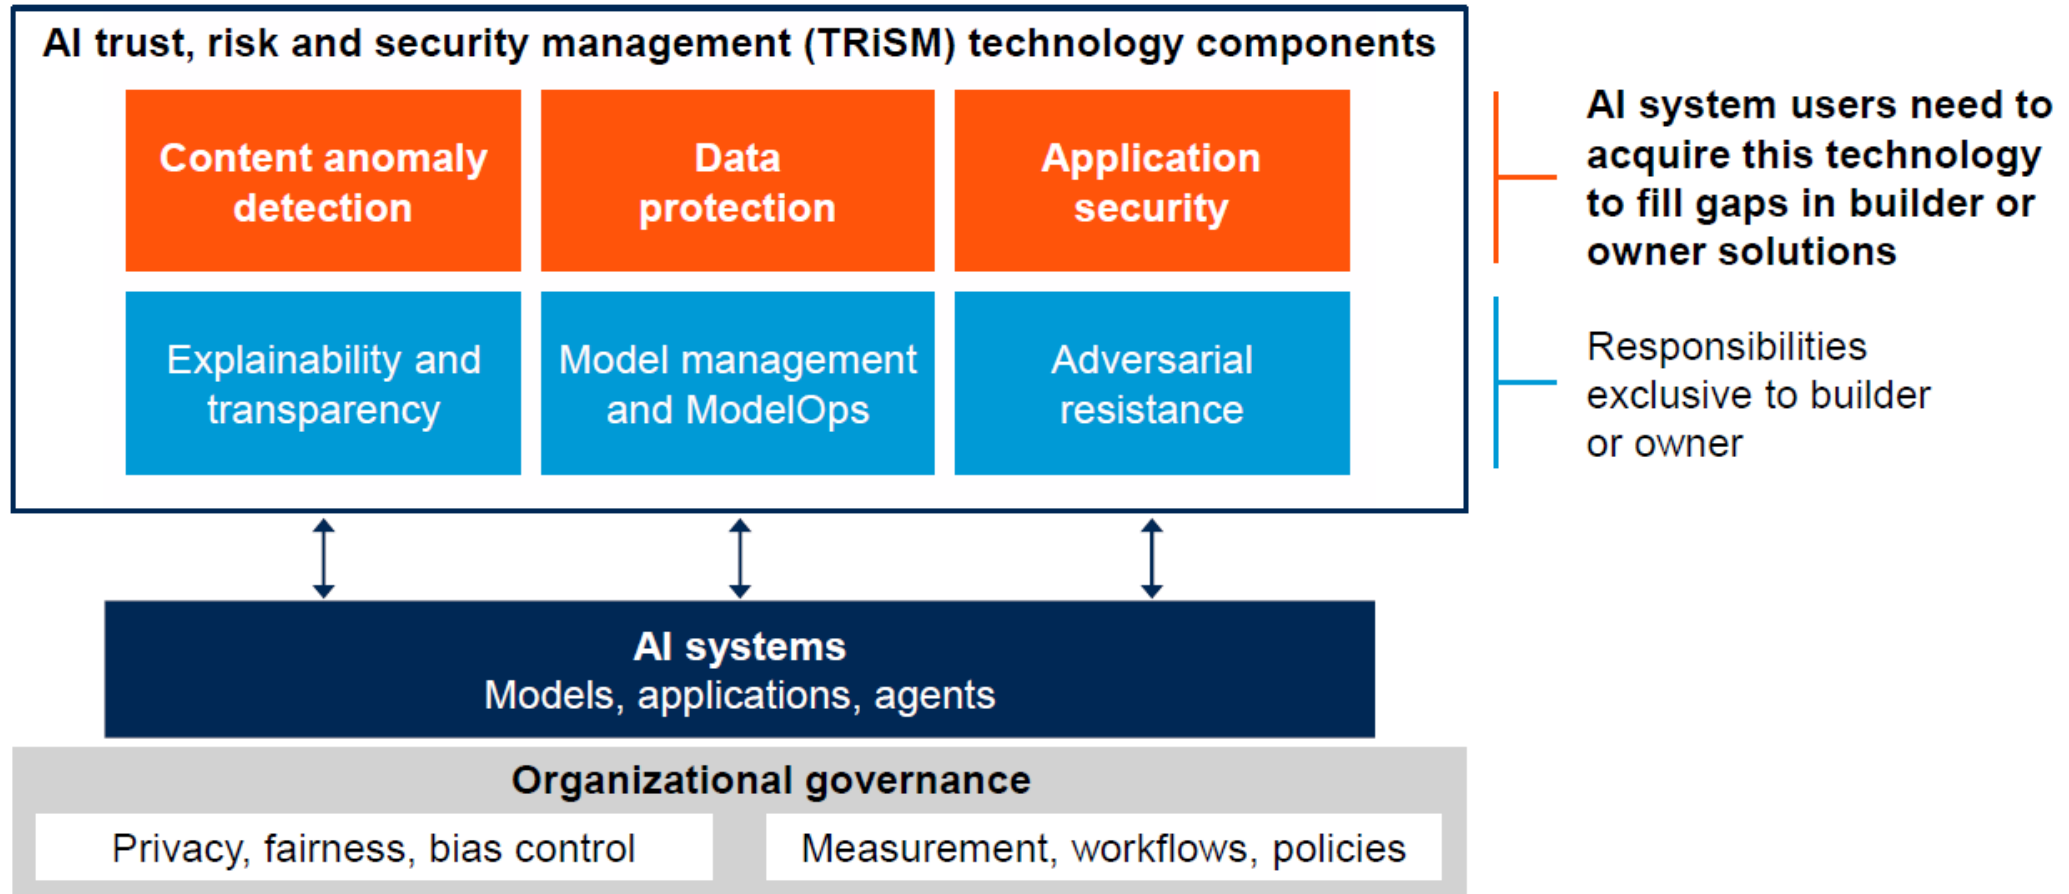 AI trust, risk and security management (TRiSM) technology components
Content anomaly
detection
Data
protection
Application
security
AI system users need to
acquire this technology
to fill gaps in builder or
owner solutions
Explainability and
transparency
Model management
and ModelOps
Adversarial
resistance
Responsibilities
exclusive to builder
or owner
AI systems
Models, applications, agents
Organizational governance
Privacy, fairness, bias control
Measurement, workflows, policies